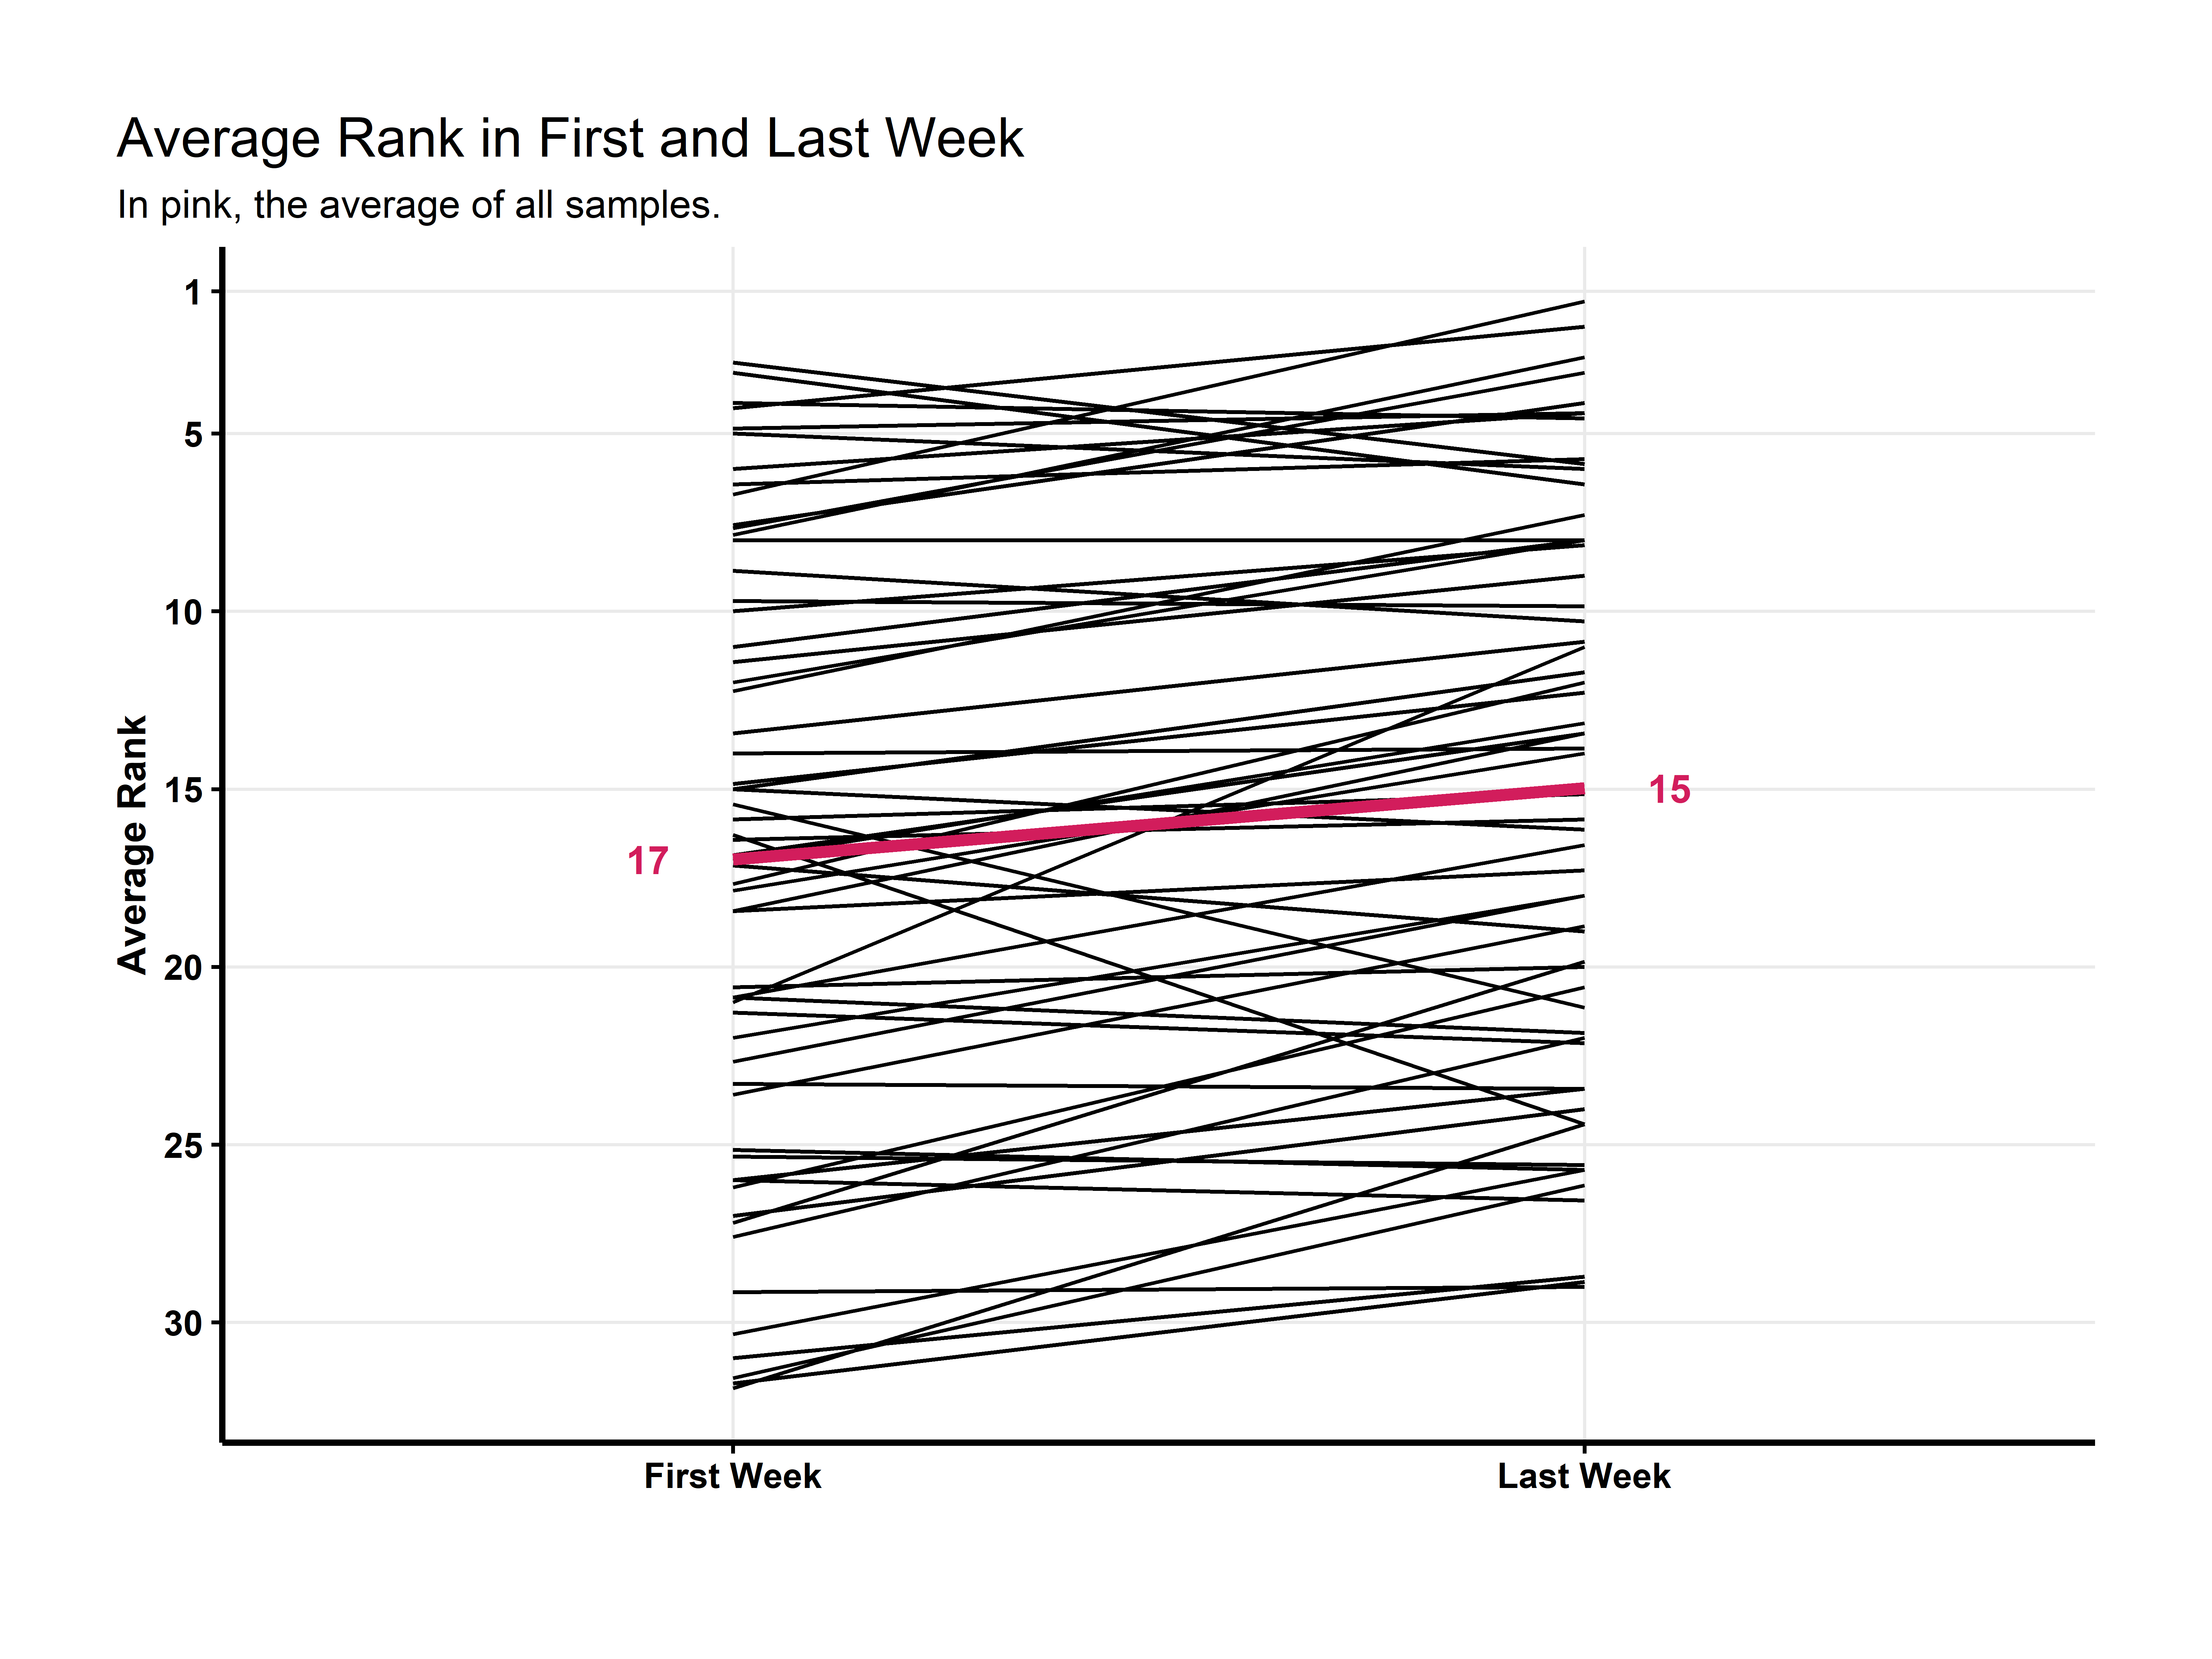 Average Rank in First and Last Week
In pink, the average of all samples.
Average Rank
1
5
10
15
20
25
30
17
15
First Week
Last Week